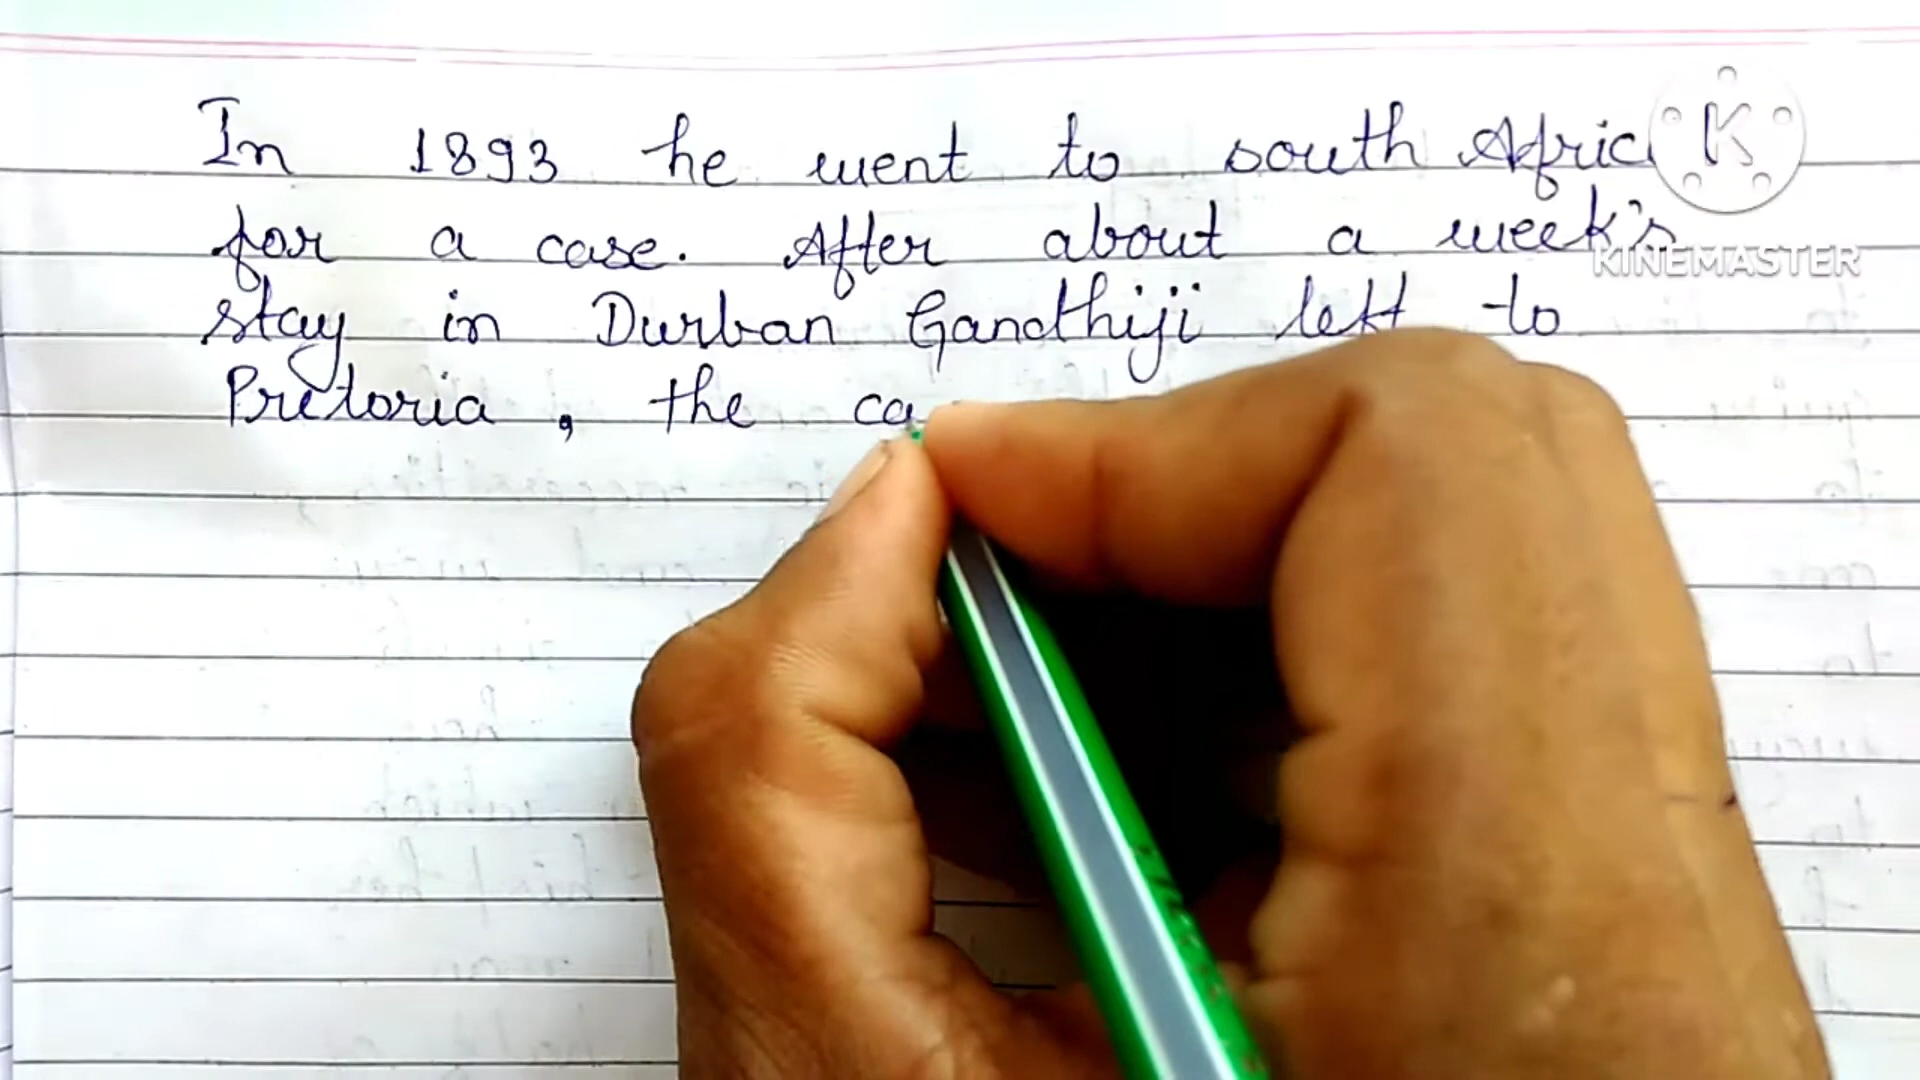 In 1893 he went to south Afric
for a case. After about a week's
stay in Durban Gandhiji left to
Pretoria, the ca
K
KINEMASTER